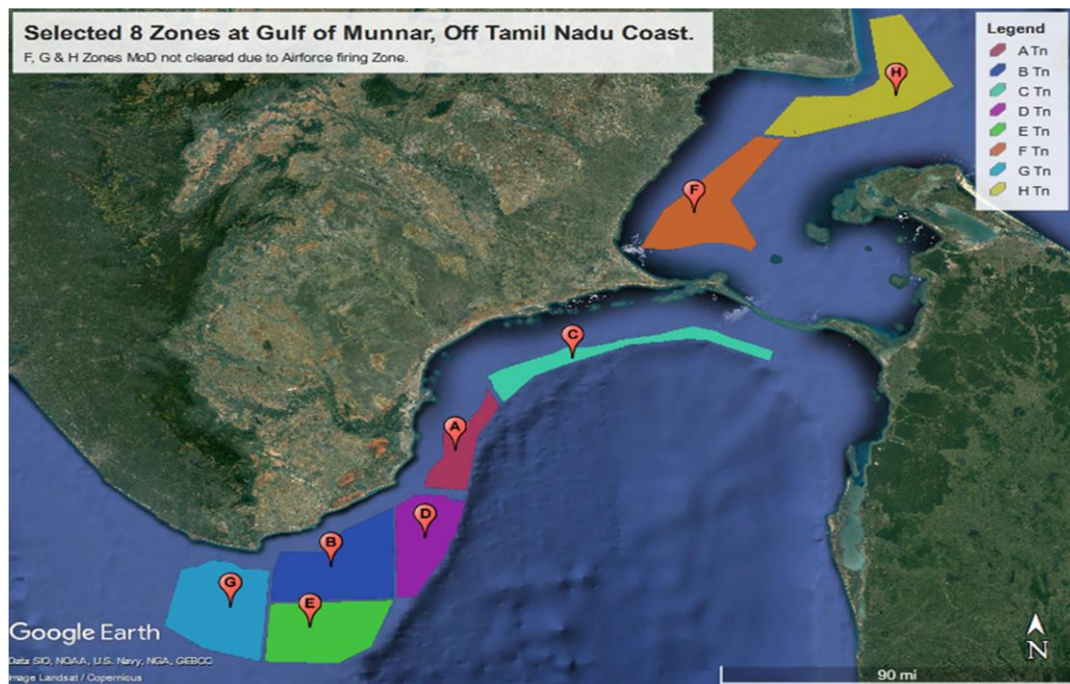 Selected 8 Zones at Gulf of Munnar, Off Tamil Nadu Coast.
F, G & H Zones MoD not cleared due to Airforce firing Zone.
Legend
A Tn
B Tn
C Tn
D Tn
E Tn
F Tn
G Tn
H Tn
H
F
C
A
D
B
G
E
Google Earth
Data SIO, NOAA, U.S. Navy, NGA, GEBCO
Image Landsat / Copernicus
N
90 mi